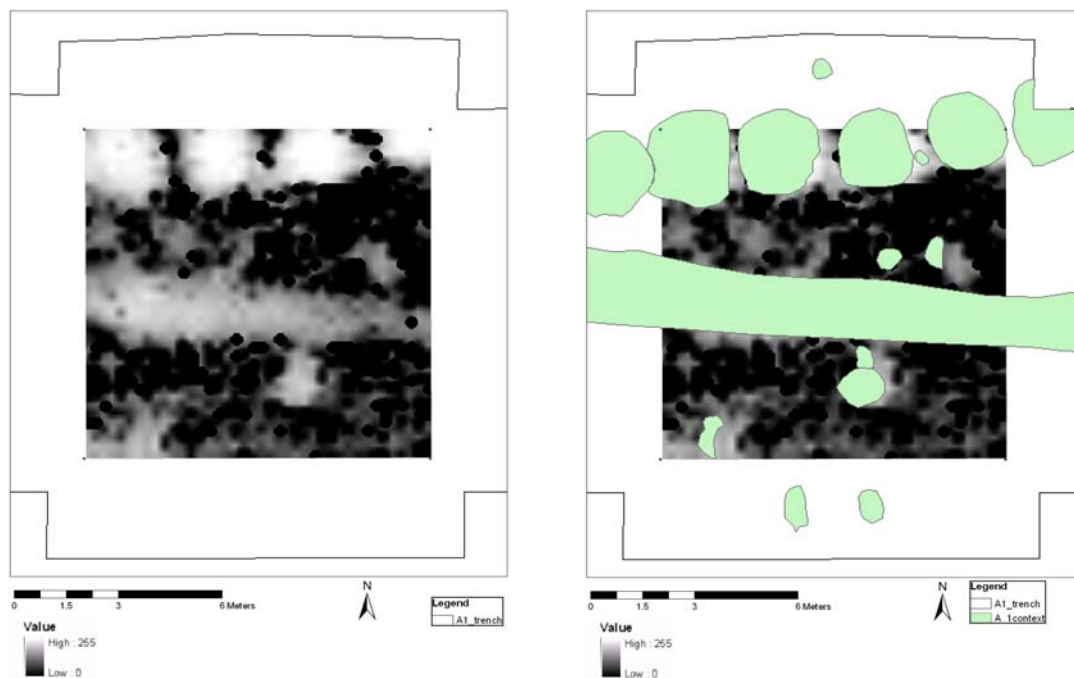 N
0 1.5 3 6 Meters
Legend
A1_trench
Value
High : 255
Low : 0
N
0 1.5 3 6 Meters
Legend
A1_trench
A_1context
Value
High : 255
Low : 0